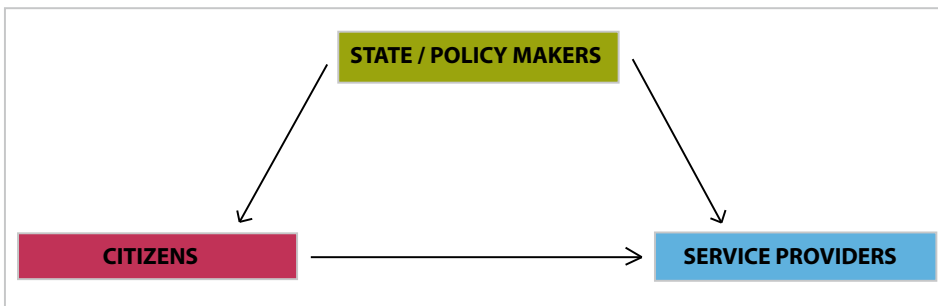 STATE / POLICY MAKERS
CITIZENS
SERVICE PROVIDERS